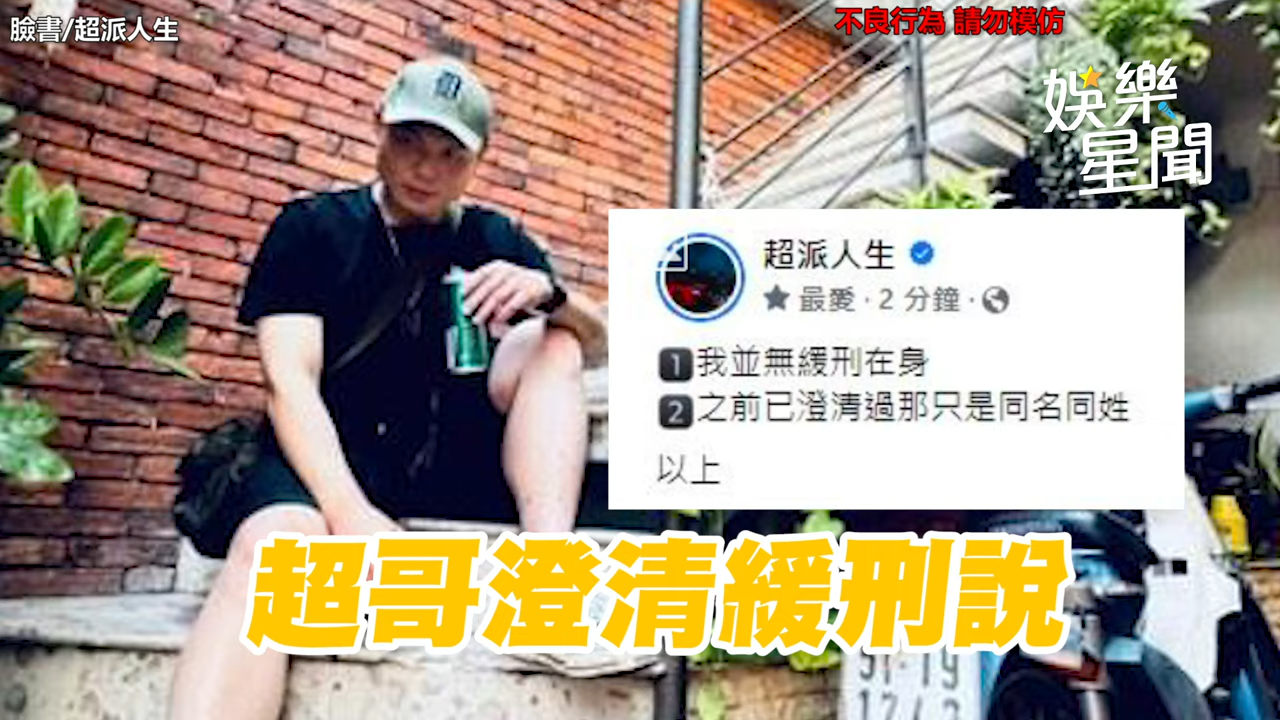 臉書/超派人生
不良行為 請勿模仿
娛樂
星聞
超派人生
最愛・2 分鐘・
1我並無緩刑在身
2之前已澄清過那只是同名同姓
以上
超哥澄清緩刑說